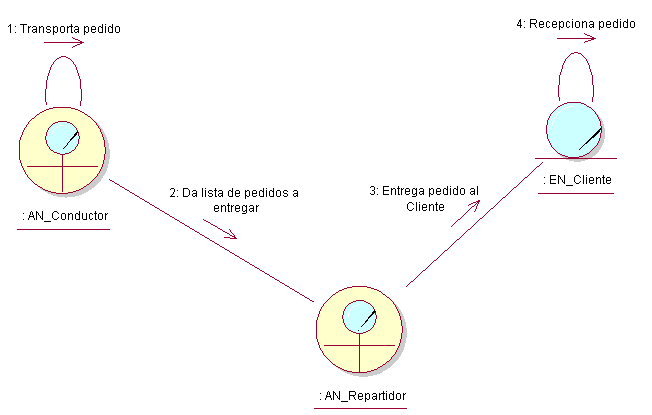 1: Transporta pedido
4: Recepciona pedido
2: Da lista de pedidos a
entregar
3: Entrega pedido al
Cliente
: EN_Cliente
: AN_Conductor
: AN_Repartidor